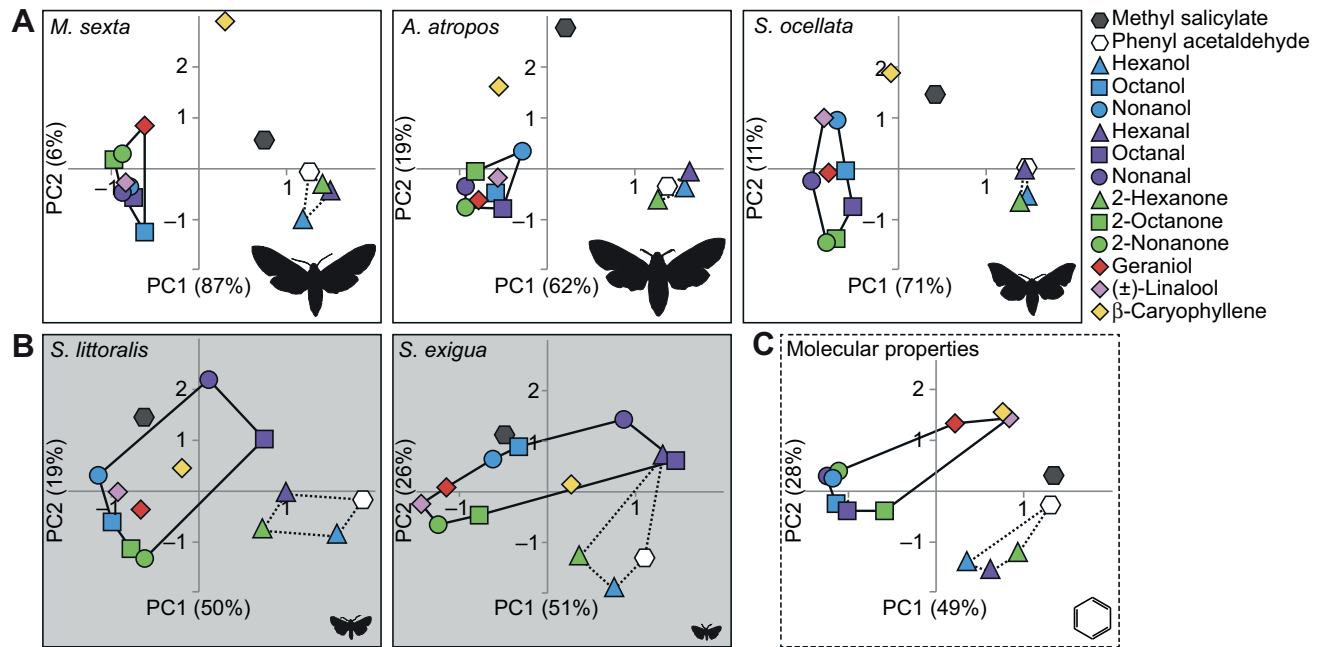 A
M. sexta
2
1
–1
1
–1
PC2 (6%)
PC1 (87%)
A. atropos
2
1
–1
1
–1
PC2 (19%)
PC1 (62%)
S. ocellata
2
1
1
–1
PC2 (11%)
PC1 (71%)
Methyl salicylate
Phenyl acetaldehyde
Hexanol
Octanol
Nonanol
Hexanal
Octanal
Nonanal
2-Hexanone
2-Octanone
2-Nonanone
Geraniol
(±)-Linalool
β-Caryophyllene
B
S. littoralis
2
1
–1
1
–1
PC2 (19%)
PC1 (50%)
S. exigua
2
1
–1
1
–1
PC2 (26%)
PC1 (51%)
C
Molecular properties
2
1
–1
1
–1
PC2 (28%)
PC1 (49%)